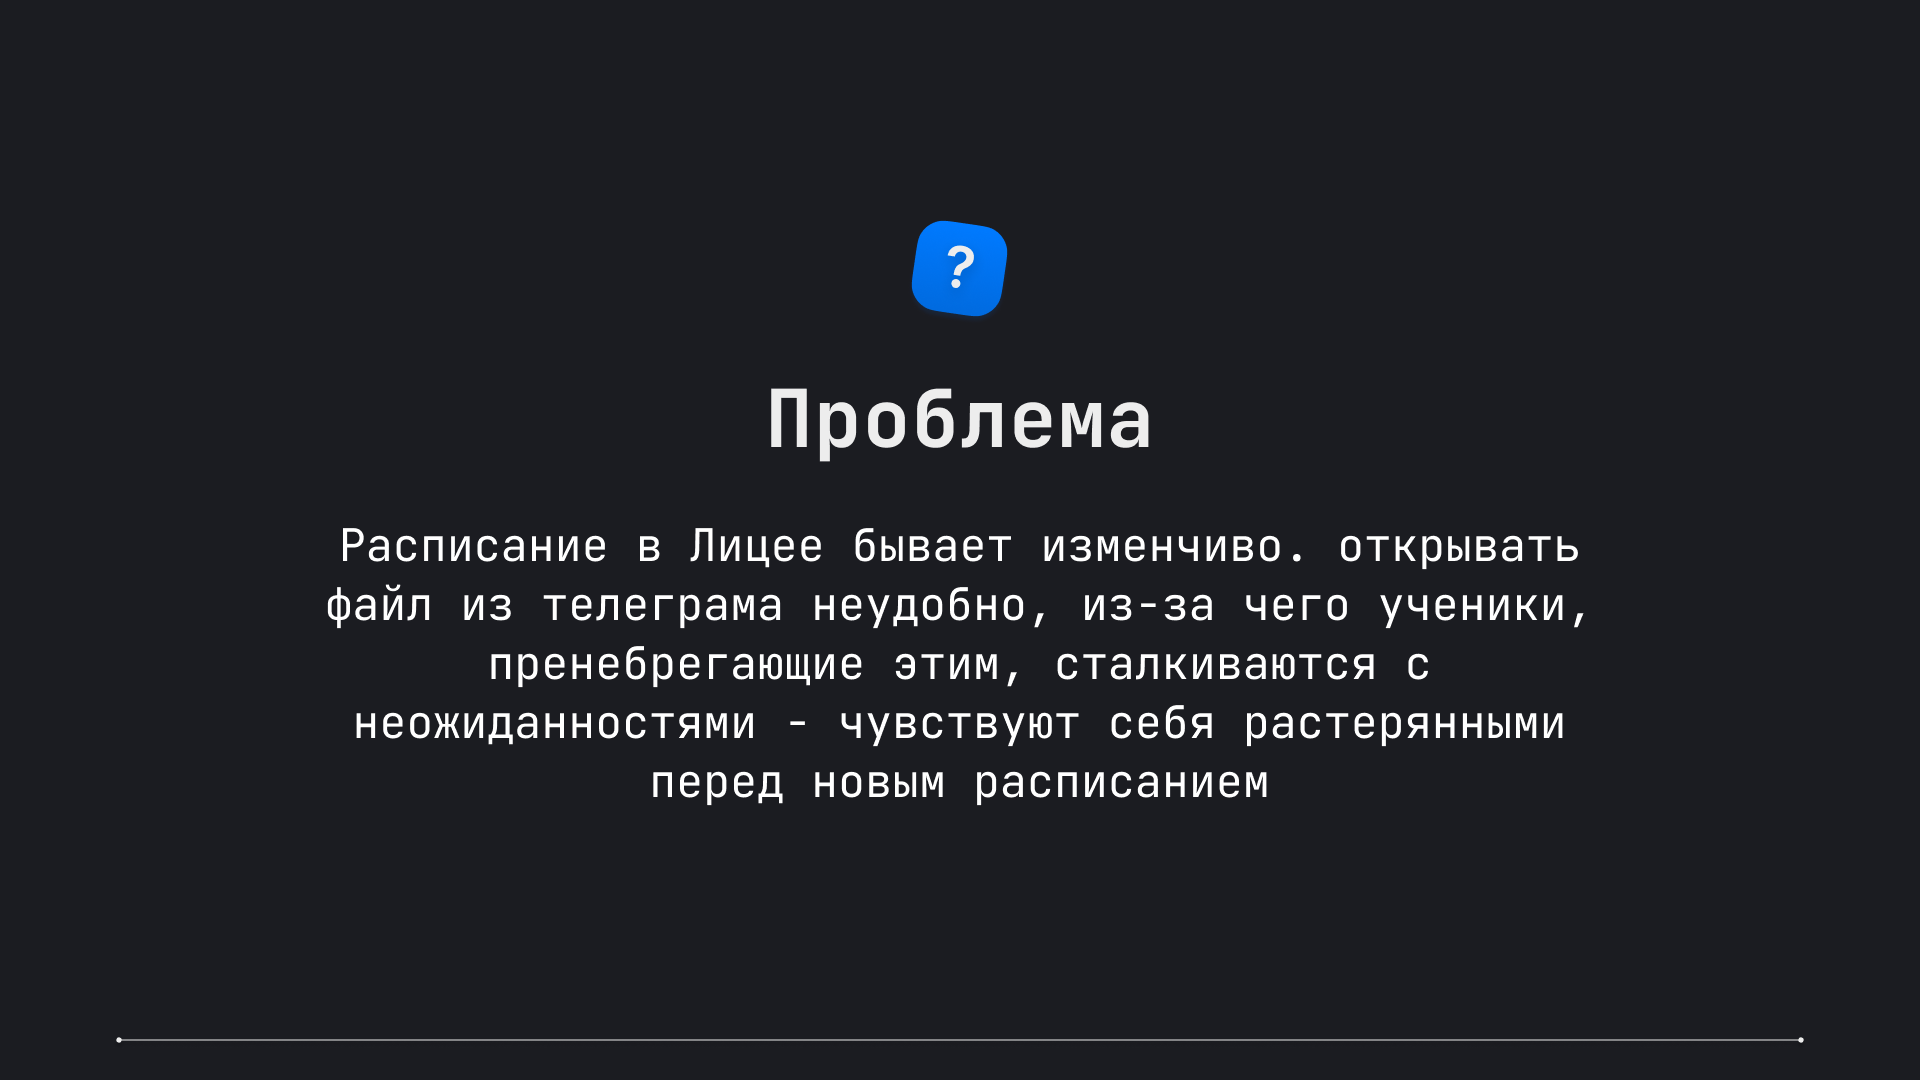 ?
Проблема
Расписание в Лицее бывает изменчиво. открывать
файл из телеграма неудобно, из-за чего ученики,
пренебрегающие этим, сталкиваются с
неожиданностями - чувствуют себя растерянными
перед новым расписанием